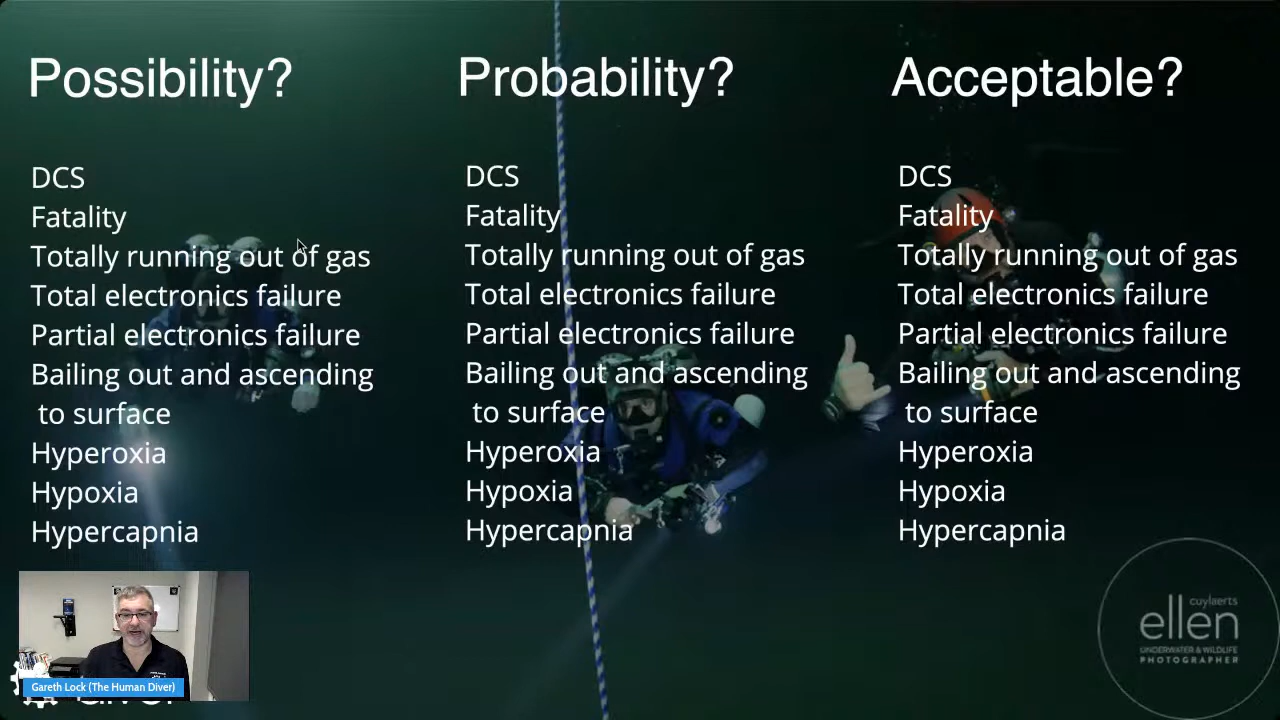 Possibility?
DCS
Fatality
Totally running out of gas
Total electronics failure
Partial electronics failure
Bailing out and ascending
to surface
Hyperoxia
Hypoxia
Hypercapnia
Probability?
DCS
Fatality
Totally running out of gas
Total electronics failure
Partial electronics failure
Bailing out and ascending
to surface
Hyperoxia
Hypoxia
Hypercapnia
Acceptable?
DCS
Fatality
Totally running out of gas
Total electronics failure
Partial electronics failure
Bailing out and ascending
to surface
Hyperoxia
Hypoxia
Hypercapnia
Gareth Lock (The Human Diver)
cuylaerts
ellen
UNDERWATER & WILDLIFE
PHOTOGRAPHER